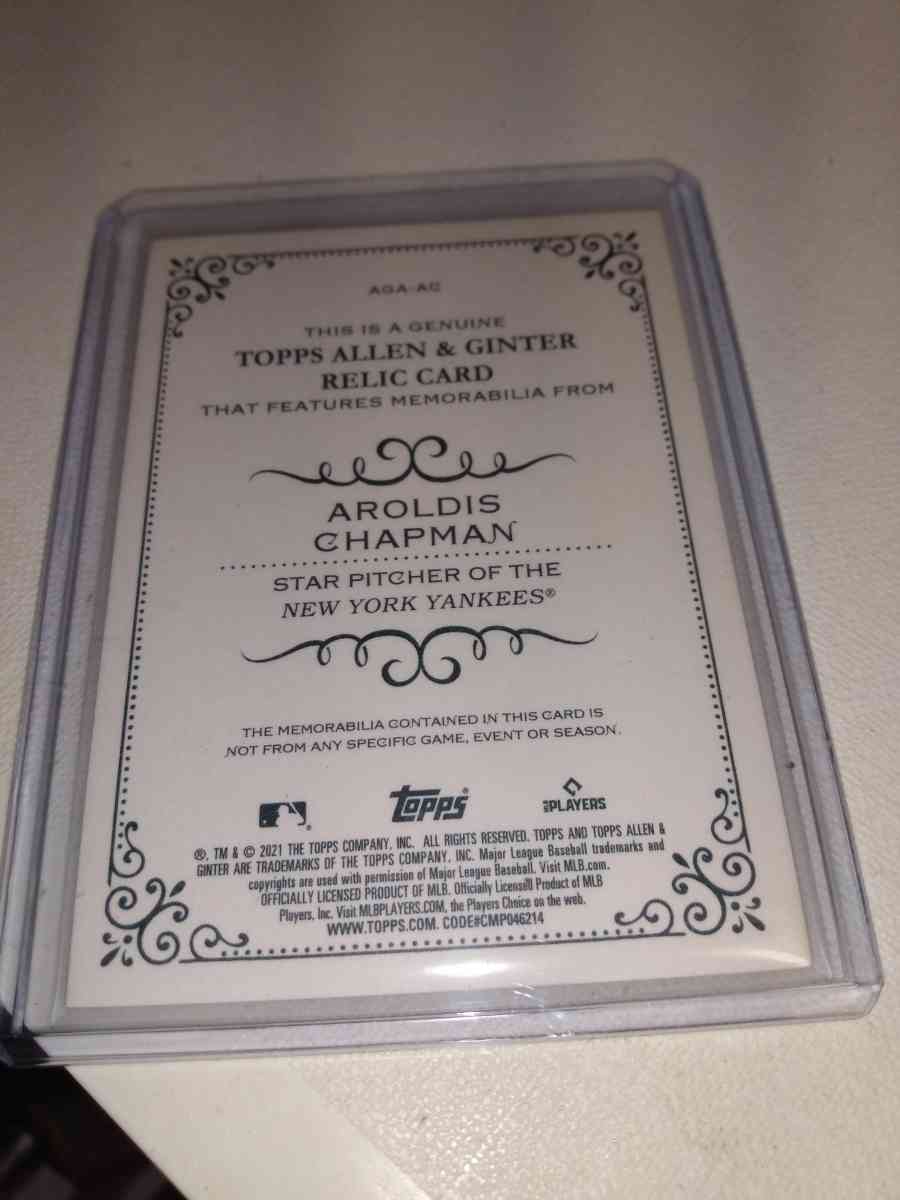 AGA-AC
THIS IS A GENUINE
TOPPS ALLEN & GINTER
RELIC CARD
THAT FEATURES MEMORABILIA FROM
AROLDIS
CHAPMAN
STAR PITCHER OF THE
NEW YORK YANKEES®
THE MEMORABILIA CONTAINED IN THIS CARD IS
NOT FROM ANY SPECIFIC GAME, EVENT OR SEASON.
Topps® MLB PLAYERS
®, TM & © 2021 THE TOPPS COMPANY, INC. ALL RIGHTS RESERVED. TOPPS AND TOPPS ALLEN &
GINTER ARE TRADEMARKS OF THE TOPPS COMPANY, INC. Major League Baseball trademarks and
copyrights are used with permission of Major League Baseball. Visit MLB.com.
OFFICIALLY LICENSED PRODUCT OF MLB. Officially Licensed Product of MLB
Players, Inc. Visit MLBPLAYERS.COM, the Players Choice on the web.
WWW.TOPPS.COM. CODE#CMP046214